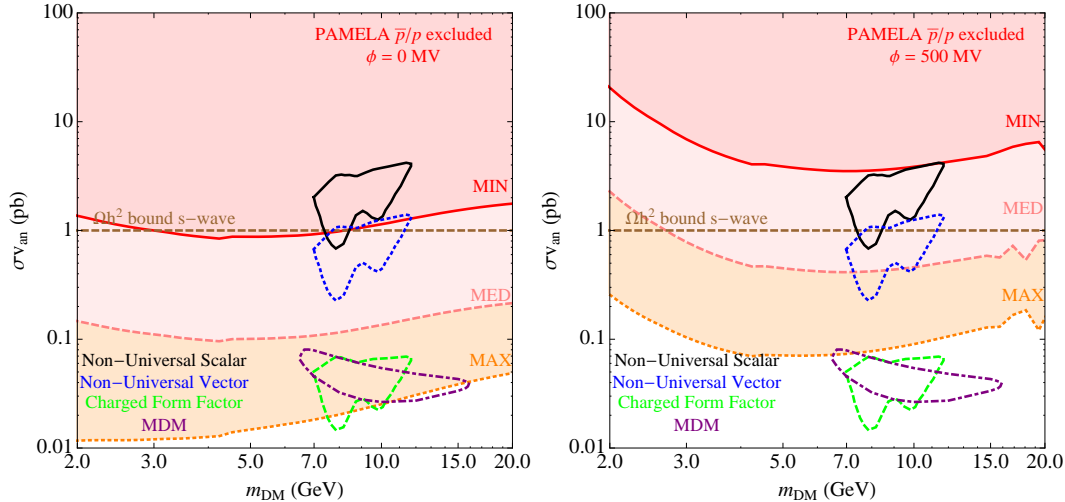 100
10
1
0.1
0.01
σv_an (pb)
PAMELA p̅/p excluded
ϕ = 0 MV
MIN
Ωh² bound s-wave
MED
MAX
Non-Universal Scalar
Non-Universal Vector
Charged Form Factor
MDM
2.0 3.0 5.0 7.0 10.0 15.0 20.0
m_DM (GeV)
100
10
1
0.1
0.01
σv_an (pb)
PAMELA p̅/p excluded
ϕ = 500 MV
MIN
MED
Ωh² bound s-wave
MAX
Non-Universal Scalar
Non-Universal Vector
Charged Form Factor
MDM
2.0 3.0 5.0 7.0 10.0 15.0 20.0
m_DM (GeV)